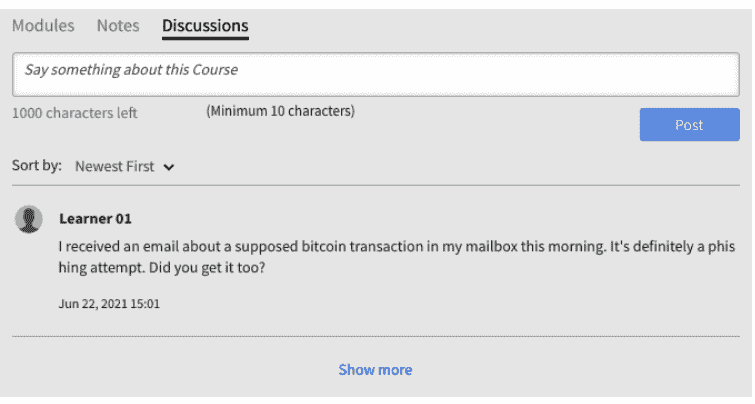 Modules Notes Discussions
Say something about this Course
1000 characters left (Minimum 10 characters)
Post
Sort by: Newest First
Learner 01
I received an email about a supposed bitcoin transaction in my mailbox this morning. It's definitely a phis
hing attempt. Did you get it too?
Jun 22, 2021 15:01
Show more